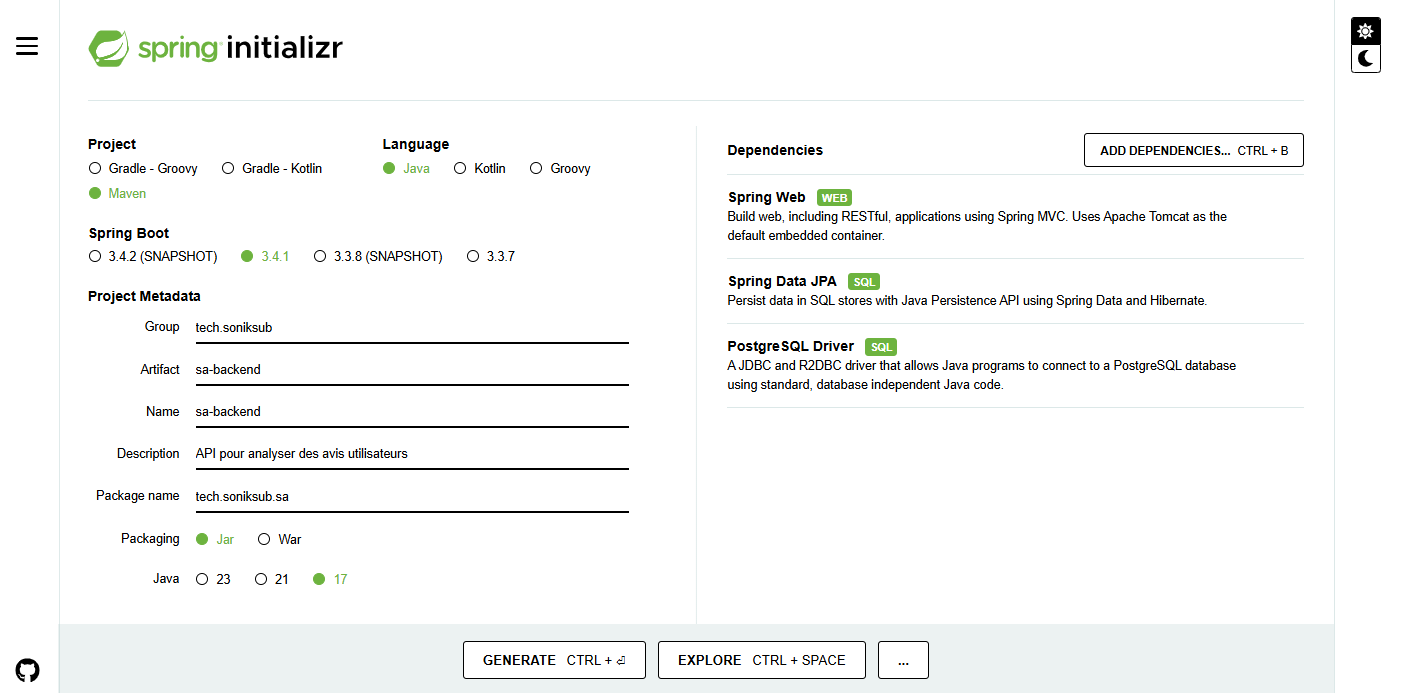 spring initializr
Project
Gradle - Groovy Gradle - Kotlin
Maven
Language
Java Kotlin Groovy
Spring Boot
3.4.2 (SNAPSHOT) 3.4.1 3.3.8 (SNAPSHOT) 3.3.7
Project Metadata
Group tech.soniksub
Artifact sa-backend
Name sa-backend
Description API pour analyser des avis utilisateurs
Package name tech.soniksub.sa
Packaging Jar War
Java 23 21 17
Dependencies ADD DEPENDENCIES... CTRL + B
Spring Web WEB
Build web, including RESTful, applications using Spring MVC. Uses Apache Tomcat as the
default embedded container.
Spring Data JPA SQL
Persist data in SQL stores with Java Persistence API using Spring Data and Hibernate.
PostgreSQL Driver SQL
A JDBC and R2DBC driver that allows Java programs to connect to a PostgreSQL database
using standard, database independent Java code.
GENERATE CTRL + ⏎ EXPLORE CTRL + SPACE ...